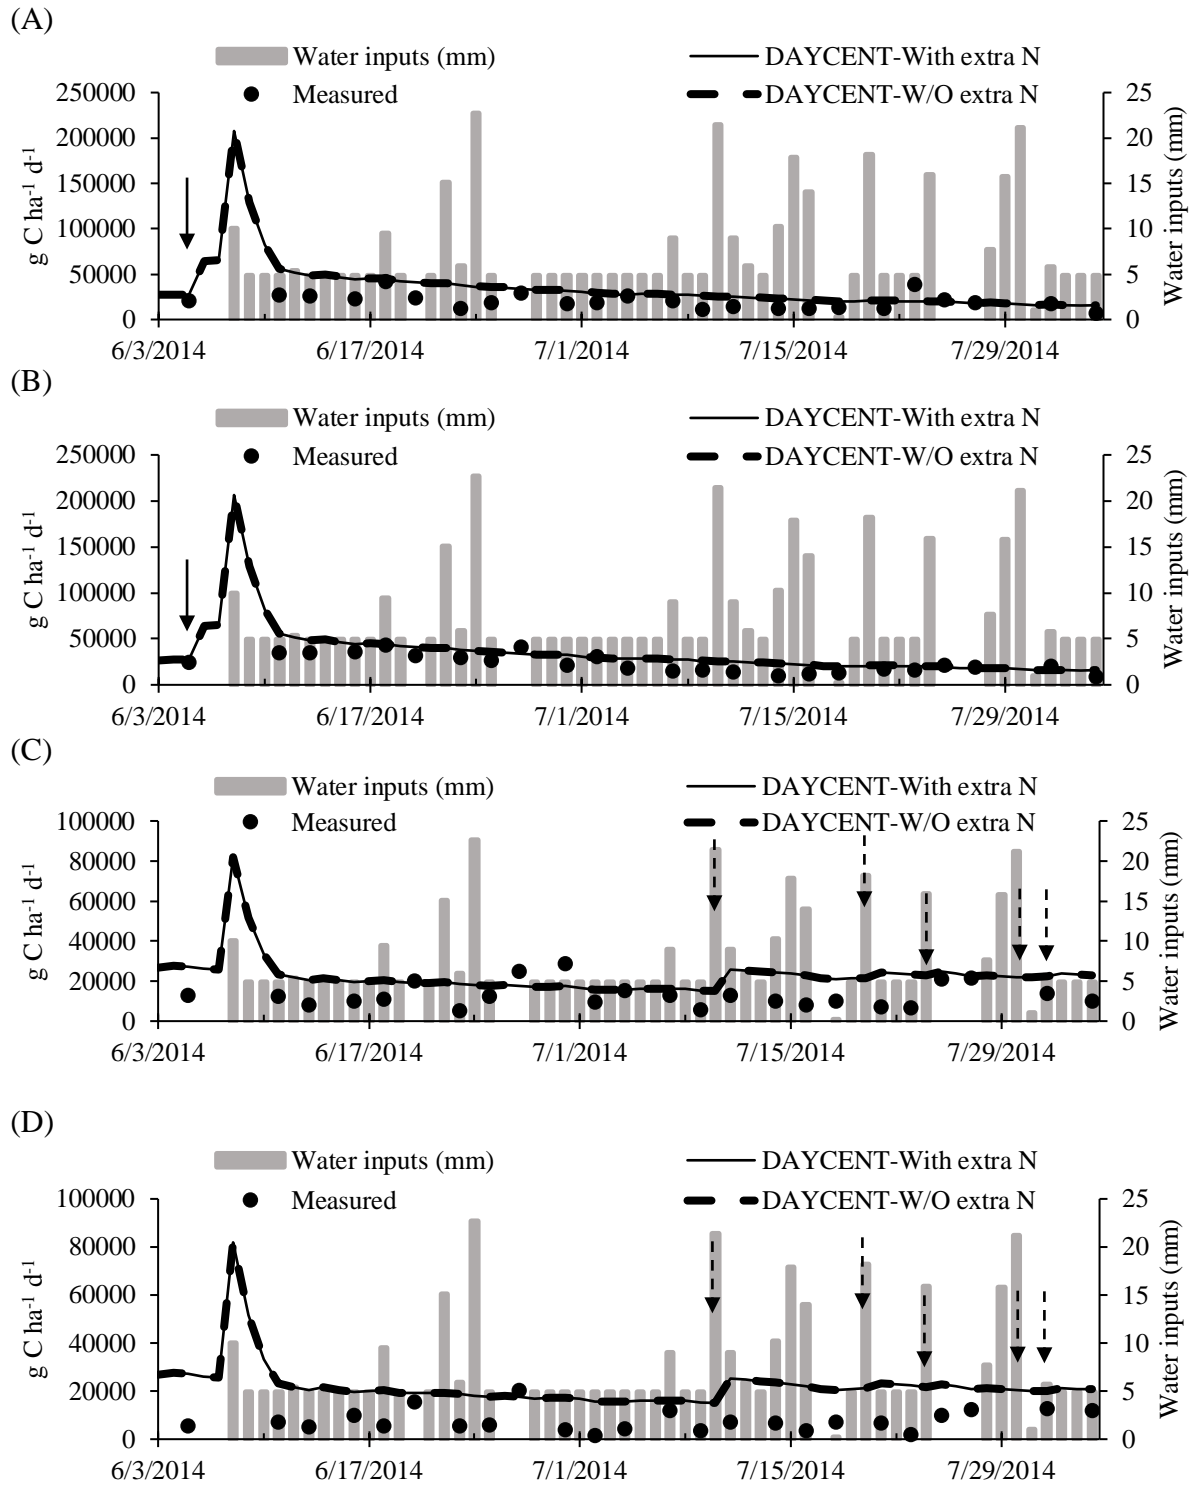 (A)
Water inputs (mm) DAYCENT-With extra N
Measured DAYCENT-W/O extra N
250000 25
200000 20
150000 15
100000 10
50000 5
0 0
g C ha-1 d-1
Water inputs (mm)
6/3/2014 6/17/2014 7/1/2014 7/15/2014 7/29/2014
(B)
Water inputs (mm) DAYCENT-With extra N
Measured DAYCENT-W/O extra N
250000 25
200000 20
150000 15
100000 10
50000 5
0 0
g C ha-1 d-1
Water inputs (mm)
6/3/2014 6/17/2014 7/1/2014 7/15/2014 7/29/2014
(C)
Water inputs (mm) DAYCENT-With extra N
Measured DAYCENT-W/O extra N
100000 25
80000 20
60000 15
40000 10
20000 5
0 0
g C ha-1 d-1
Water inputs (mm)
6/3/2014 6/17/2014 7/1/2014 7/15/2014 7/29/2014
(D)
Water inputs (mm) DAYCENT-With extra N
Measured DAYCENT-W/O extra N
100000 25
80000 20
60000 15
40000 10
20000 5
0 0
g C ha-1 d-1
Water inputs (mm)
6/3/2014 6/17/2014 7/1/2014 7/15/2014 7/29/2014